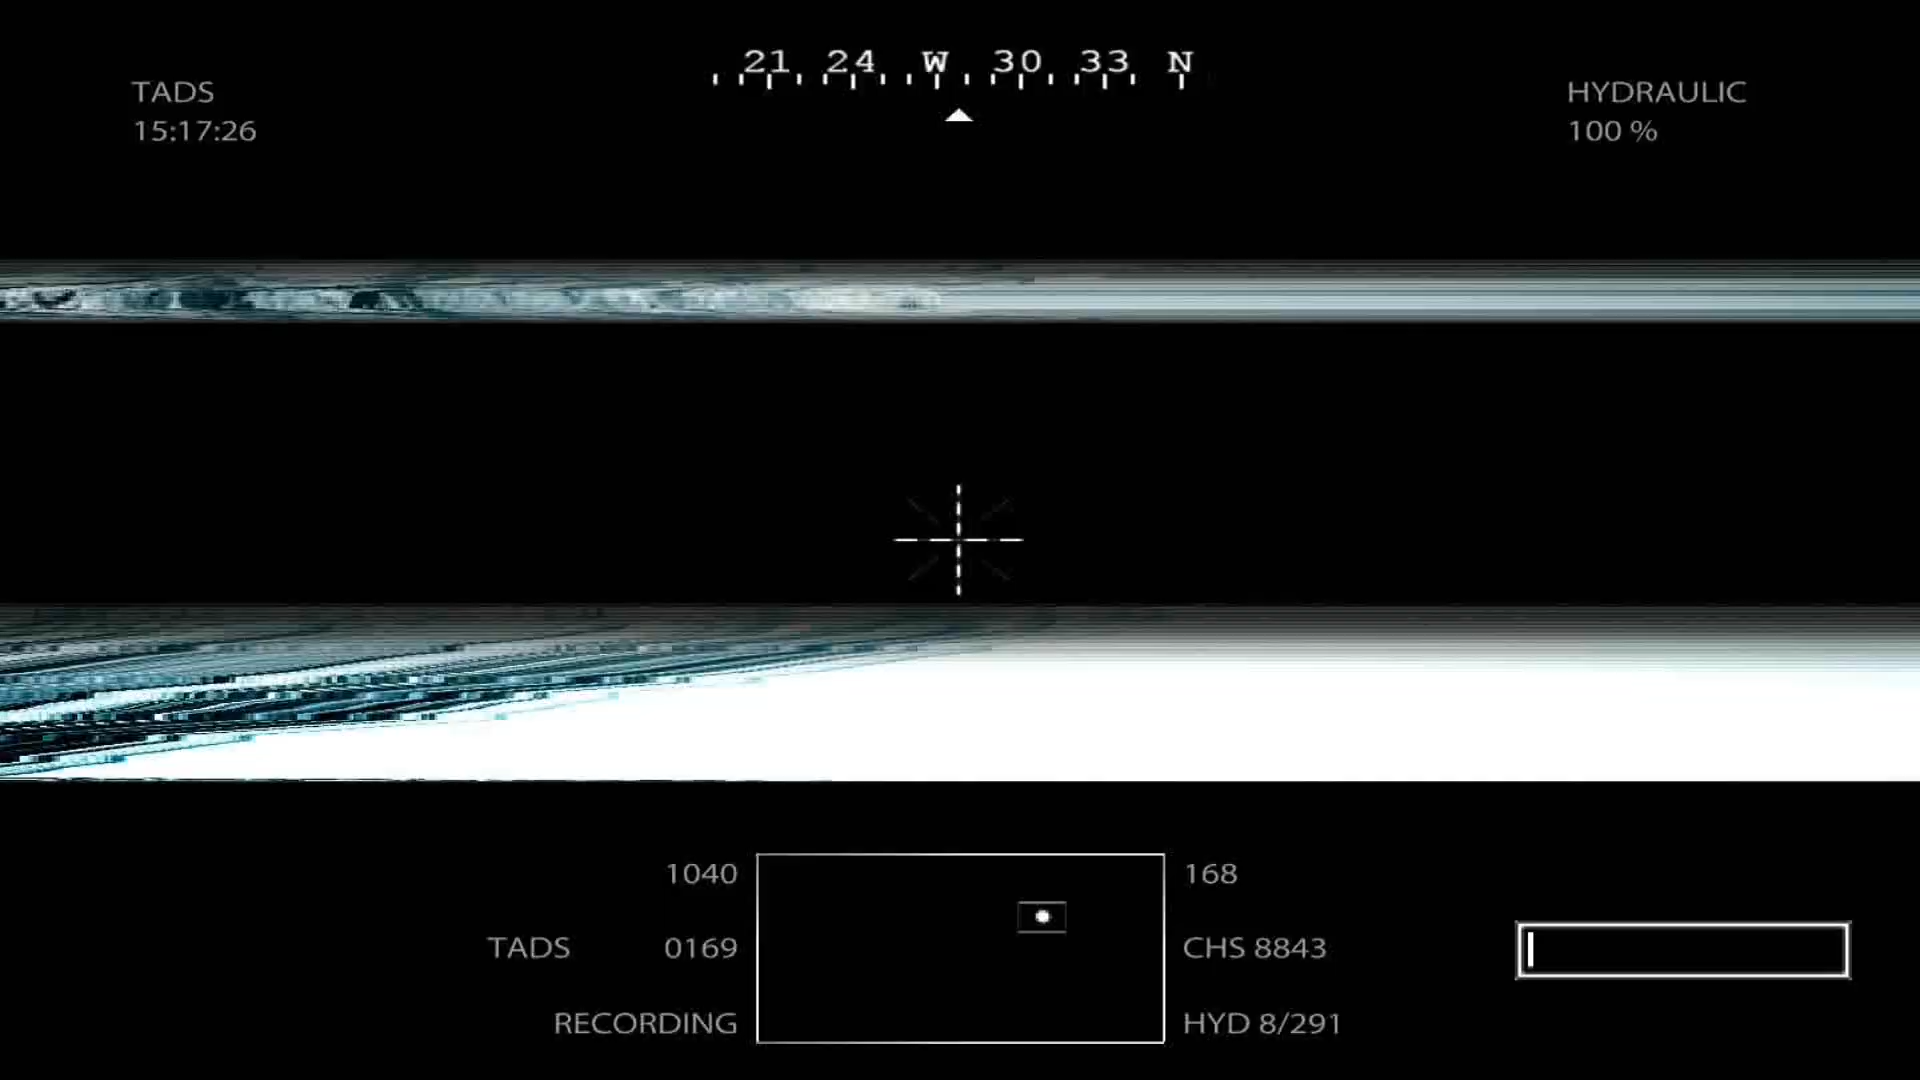 21 24 W 30 33 N
TADS
15:17:26
HYDRAULIC
100 %
1040
TADS 0169
RECORDING
168
CHS 8843
HYD 8/291